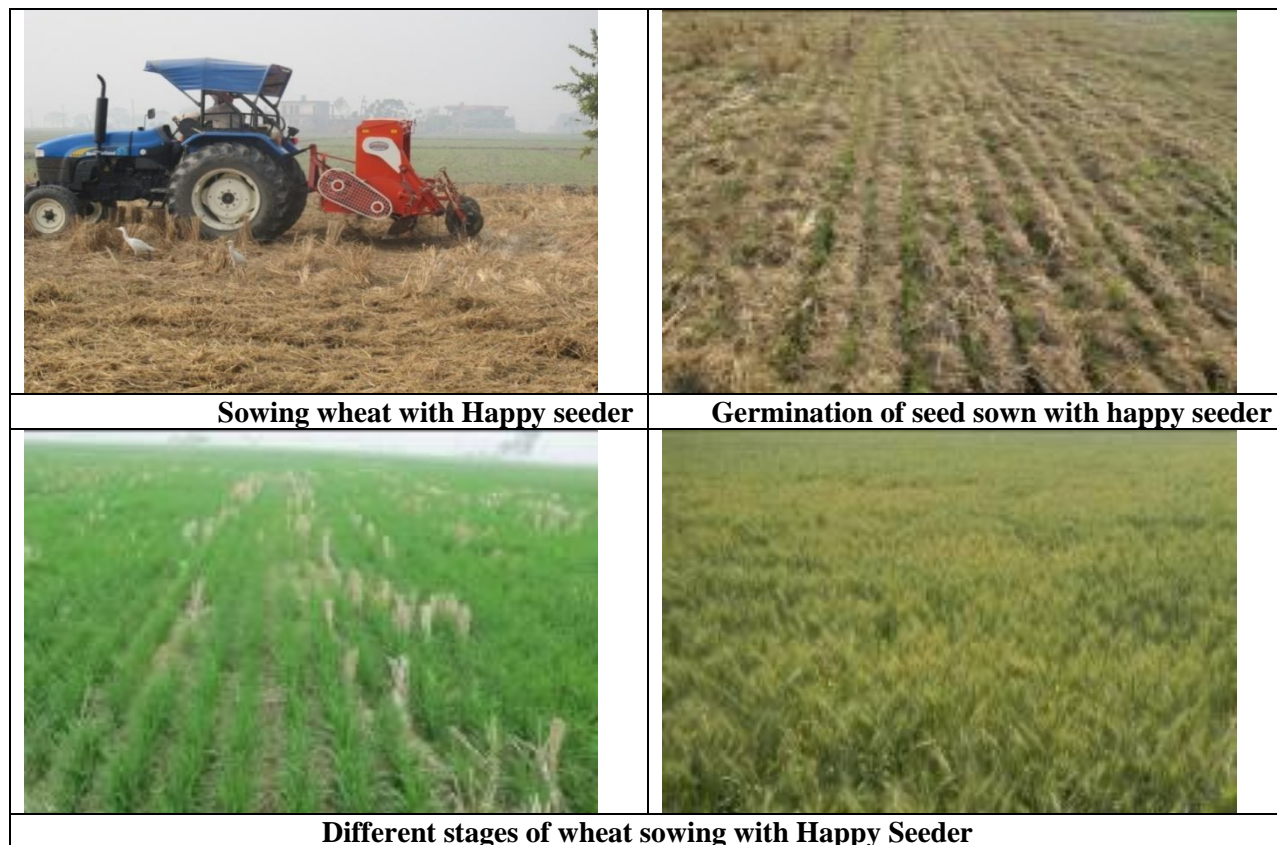 Sowing wheat with Happy seeder
Germination of seed sown with happy seeder
Different stages of wheat sowing with Happy Seeder